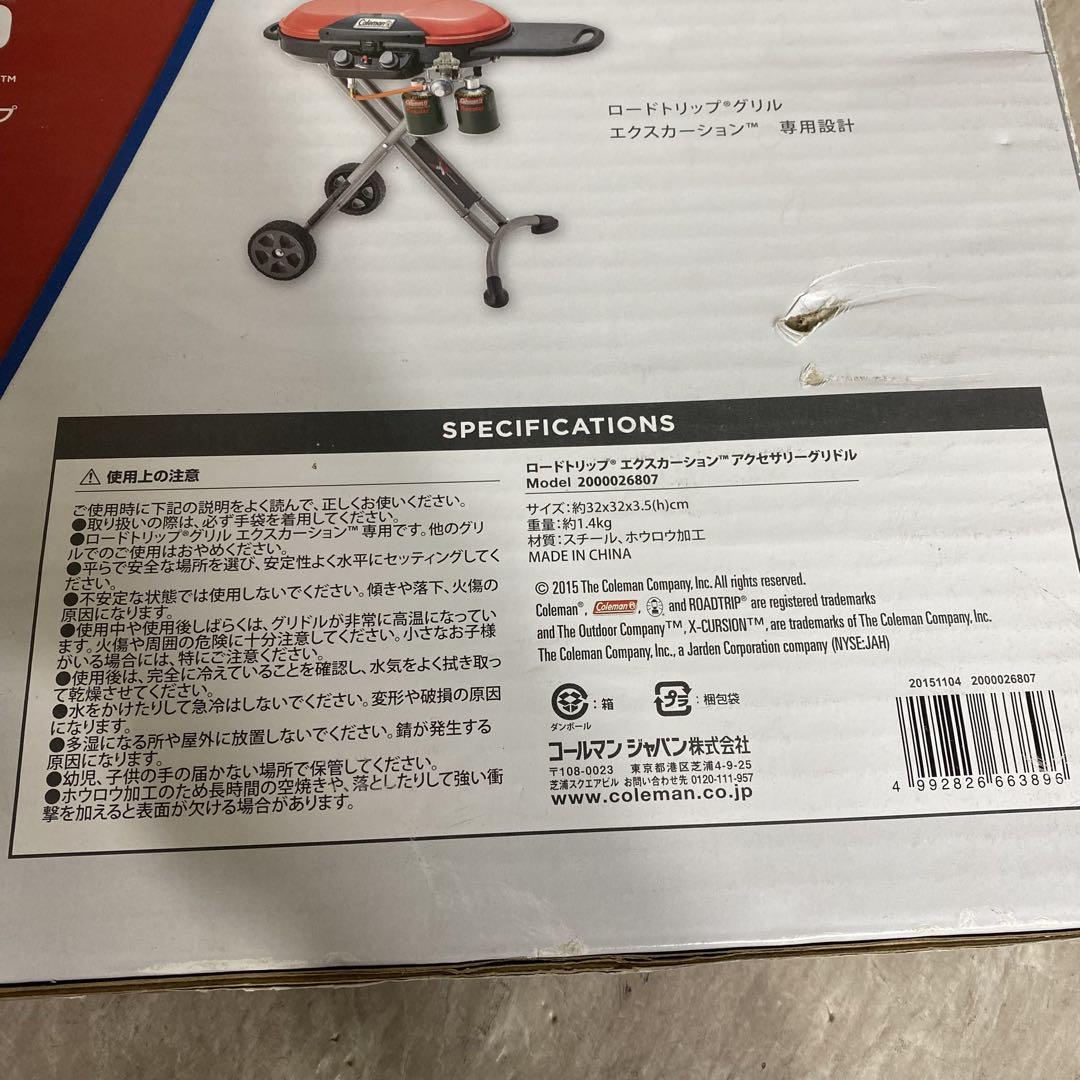 TM
プ
Coleman
Coleman
Coleman
ロードトリップ®グリル
エクスカーション™ 専用設計
SPECIFICATIONS
使用上の注意
ご使用時に下記の説明をよく読んで、正しくお使いください。
●取り扱いの際は、必ず手袋を着用してください。
●ロードトリップ®グリル エクスカーション™ 専用です。他のグリ
ルでのご使用はおやめください。
●平らで安全な場所を選び、安定性よく水平にセッティングしてく
ださい。
●不安定な状態では使用しないでください。傾きや落下、火傷の
原因になります。
●使用中や使用後しばらくは、グリドルが非常に高温になってい
ます。火傷や周囲の危険に十分注意してください。小さなお子様
がいる場合には、特にご注意ください。
●使用後は、完全に冷えていることを確認し、水気をよく拭き取っ
て乾燥させてください。
●水をかけたりして急冷はしないでください。変形や破損の原因
になります。
●多湿になる所や屋外に放置しないでください。錆が発生する
原因になります。
●幼児、子供の手の届かない場所で保管してください。
●ホウロウ加工のため長時間の空焼きや、落としたりして強い衝
撃を加えると表面が欠ける場合があります。
ロードトリップ® エクスカーション™ アクセサリーグリドル
Model 2000026807
サイズ：約32x32x3.5(h)cm
重量：約1.4kg
材質：スチール、ホウロウ加工
MADE IN CHINA
© 2015 The Coleman Company, Inc. All rights reserved.
Coleman®, Coleman®, and ROADTRIP® are registered trademarks
and The Outdoor Company™, X-CURSION™, are trademarks of The Coleman Company, Inc.
The Coleman Company, Inc., a Jarden Corporation company (NYSE:JAH)
：箱 プラ：梱包袋
ダンボール
コールマン ジャパン株式会社
〒108-0023 東京都港区芝浦4-9-25
芝浦スクエアビル お問い合わせ先 0120-111-957
www.coleman.co.jp
20151104 2000026807
4 992826 663896